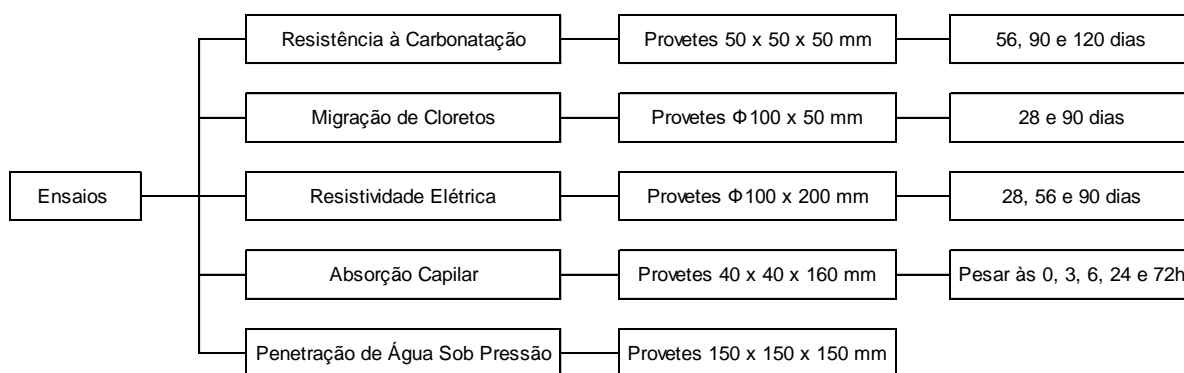 Resistência à Carbonatação
Provetes 50 x 50 x 50 mm
56, 90 e 120 dias
Migração de Cloretos
Provetes Φ100 x 50 mm
28 e 90 dias
Ensaios
Resistividade Elétrica
Provetes Φ100 x 200 mm
28, 56 e 90 dias
Absorção Capilar
Provetes 40 x 40 x 160 mm
Pesar às 0, 3, 6, 24 e 72h
Penetração de Água Sob Pressão
Provetes 150 x 150 x 150 mm